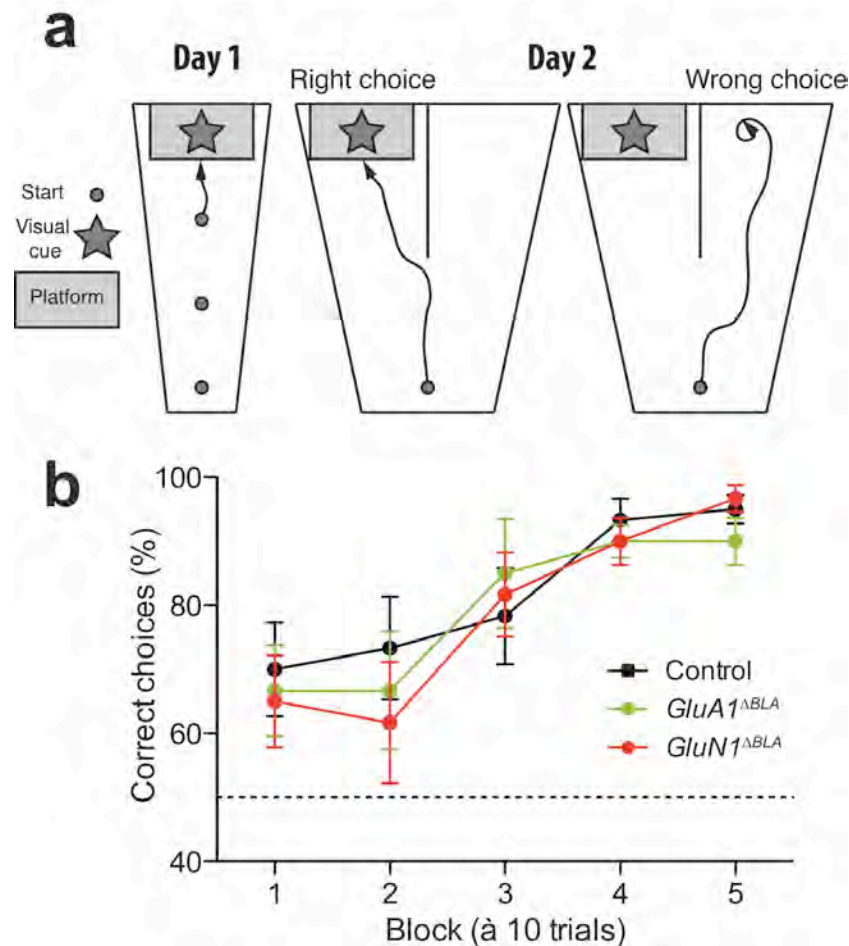 a
Day 1
Day 2
Right choice
Wrong choice
Start
Visual
cue
Platform
b
100
80
60
40
Correct choices (%)
Control
GluA1ΔBLA
GluN1ΔBLA
1 2 3 4 5
Block (à 10 trials)